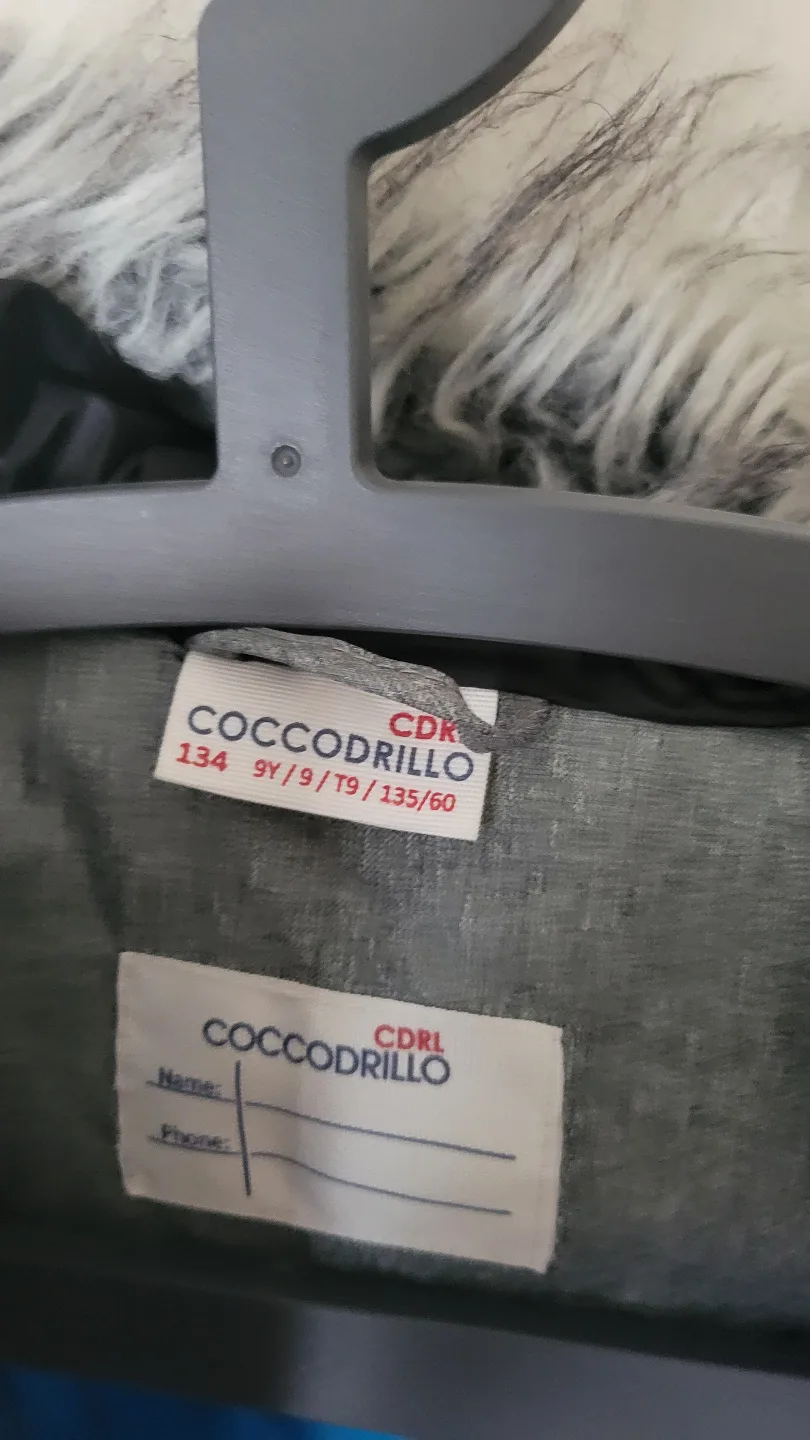 CDR
COCCODRILLO
134 9Y / 9 / T9 / 135/60
CDRL
COCCODRILLO
Name:
Phone: